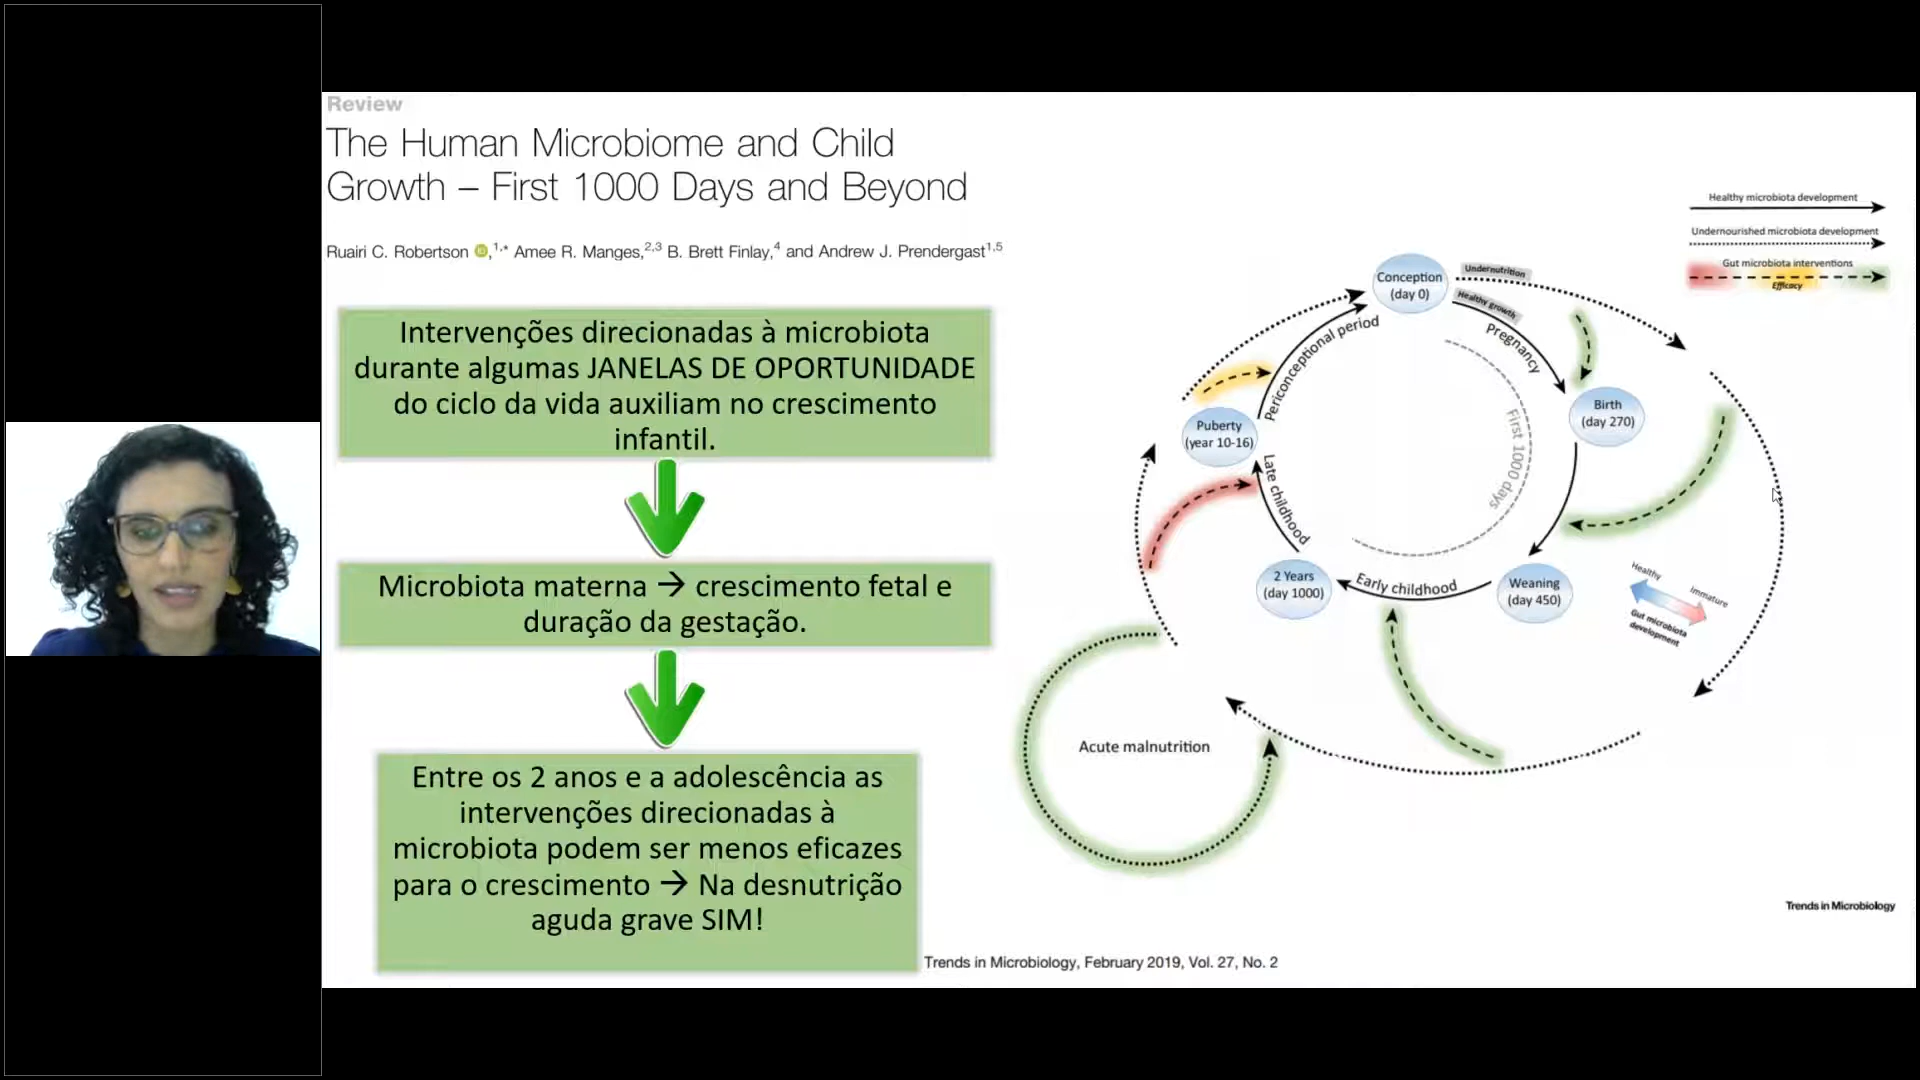 Review
The Human Microbiome and Child
Growth – First 1000 Days and Beyond
Ruairi C. Robertson iD,1,* Amee R. Manges,2,3 B. Brett Finlay,4 and Andrew J. Prendergast1,5
Intervenções direcionadas à microbiota
durante algumas JANELAS DE OPORTUNIDADE
do ciclo da vida auxiliam no crescimento
infantil.
Microbiota materna → crescimento fetal e
duração da gestação.
Entre os 2 anos e a adolescência as
intervenções direcionadas à
microbiota podem ser menos eficazes
para o crescimento → Na desnutrição
aguda grave SIM!
Healthy microbiota development
Undernourished microbiota development
Gut microbiota interventions
Efficacy
Conception
(day 0)
Undernutrition
Healthy growth
Pregnancy
Birth
(day 270)
First 1000 days
Weaning
(day 450)
Early childhood
2 Years
(day 1000)
Late childhood
Puberty
(year 10-16)
Periconceptional period
Healthy
Immature
Gut microbiota
development
Acute malnutrition
Trends in Microbiology
Trends in Microbiology, February 2019, Vol. 27, No. 2